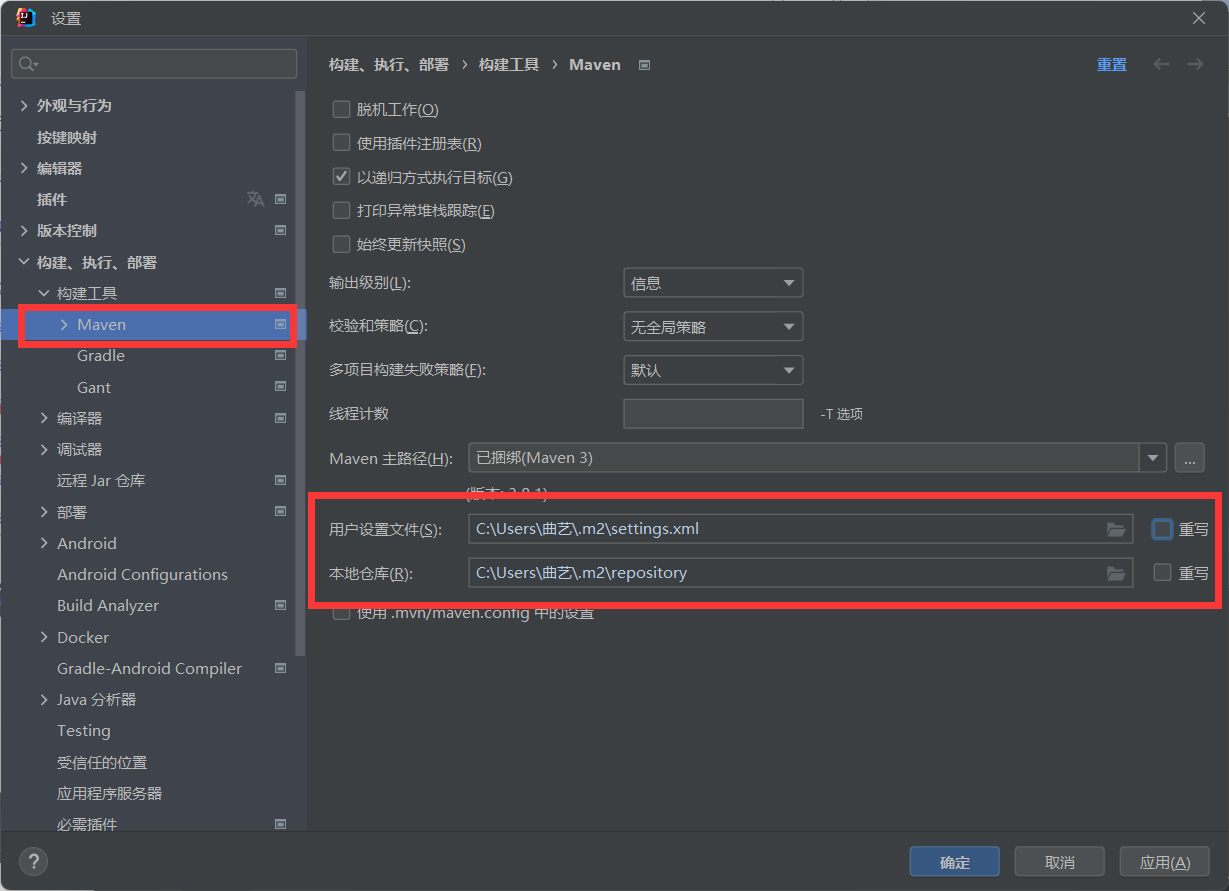 设置
外观与行为
按键映射
编辑器
插件
版本控制
构建、执行、部署
构建工具
Maven
Gradle
Gant
编译器
调试器
远程 Jar 仓库
部署
Android
Android Configurations
Build Analyzer
Docker
Gradle-Android Compiler
Java 分析器
Testing
受信任的位置
应用程序服务器
必需插件
构建、执行、部署 › 构建工具 › Maven
重置
脱机工作(O)
使用插件注册表(R)
以递归方式执行目标(G)
打印异常堆栈跟踪(E)
始终更新快照(S)
输出级别(L): 信息
校验和策略(C): 无全局策略
多项目构建失败策略(F): 默认
线程计数 -T 选项
Maven 主路径(H): 已捆绑(Maven 3) ...
(版本: 3.8.1)
用户设置文件(S): C:\Users\曲艺\.m2\settings.xml 重写
本地仓库(R): C:\Users\曲艺\.m2\repository 重写
使用 .mvn/maven.config 中的设置
? 确定 取消 应用(A)